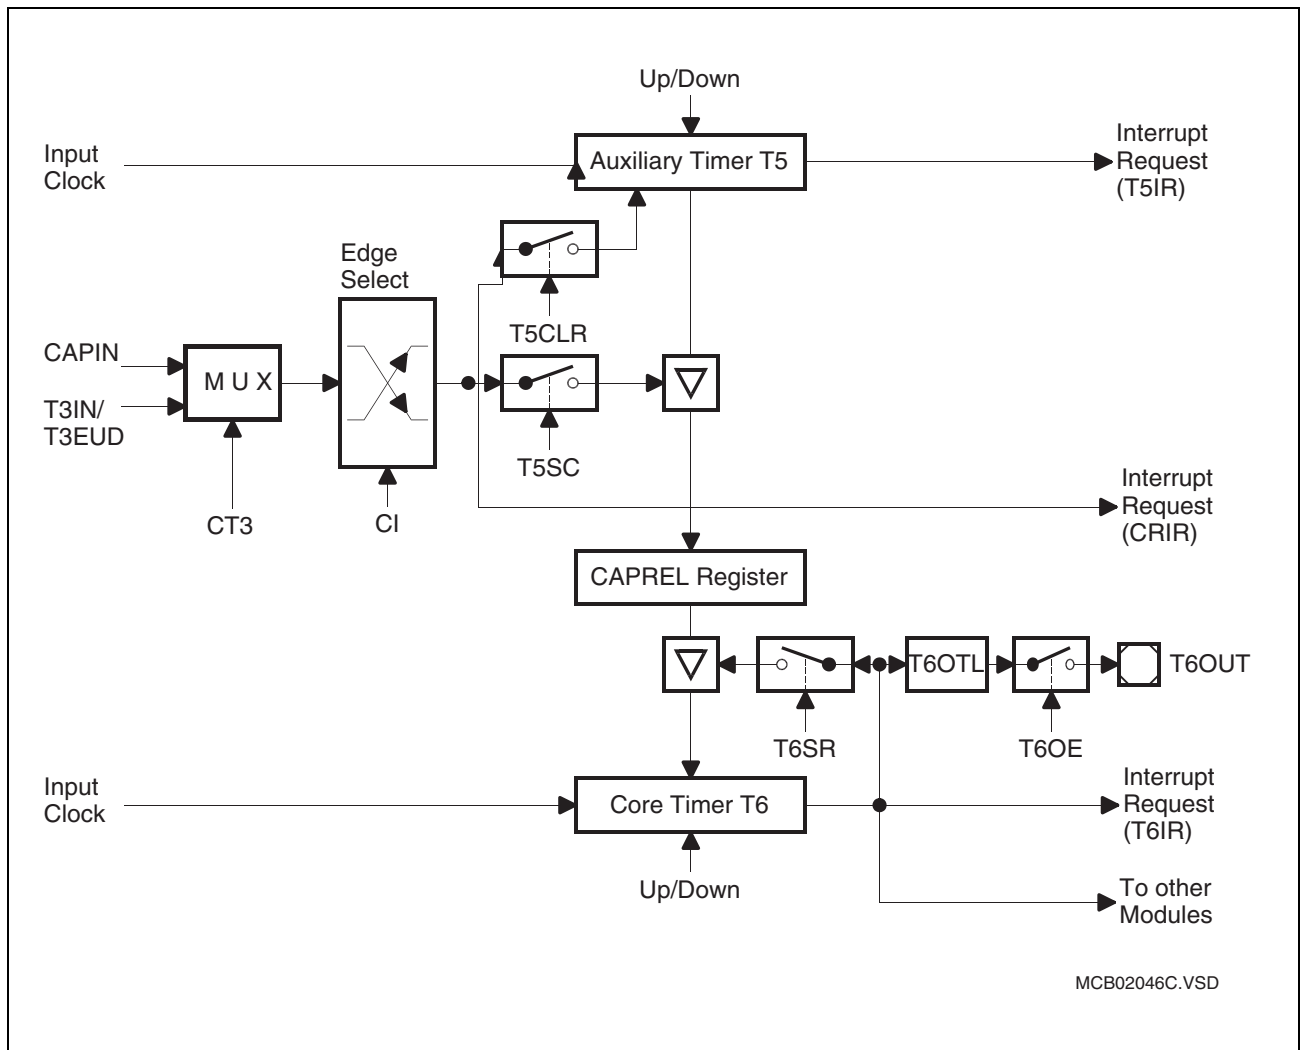 Up/Down
Input
Clock
Auxiliary Timer T5
Interrupt
Request
(T5IR)
Edge
Select
T5CLR
CAPIN
T3IN/
T3EUD
M U X
CT3
CI
T5SC
Interrupt
Request
(CRIR)
CAPREL Register
T6OTL
T6OUT
T6SR
T6OE
Input
Clock
Core Timer T6
Interrupt
Request
(T6IR)
Up/Down
To other
Modules
MCB02046C.VSD